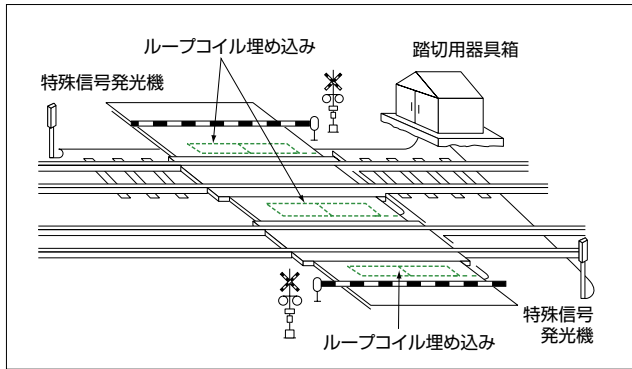 ループコイル埋め込み
踏切用器具箱
特殊信号発光機
特殊信号
発光機
ループコイル埋め込み